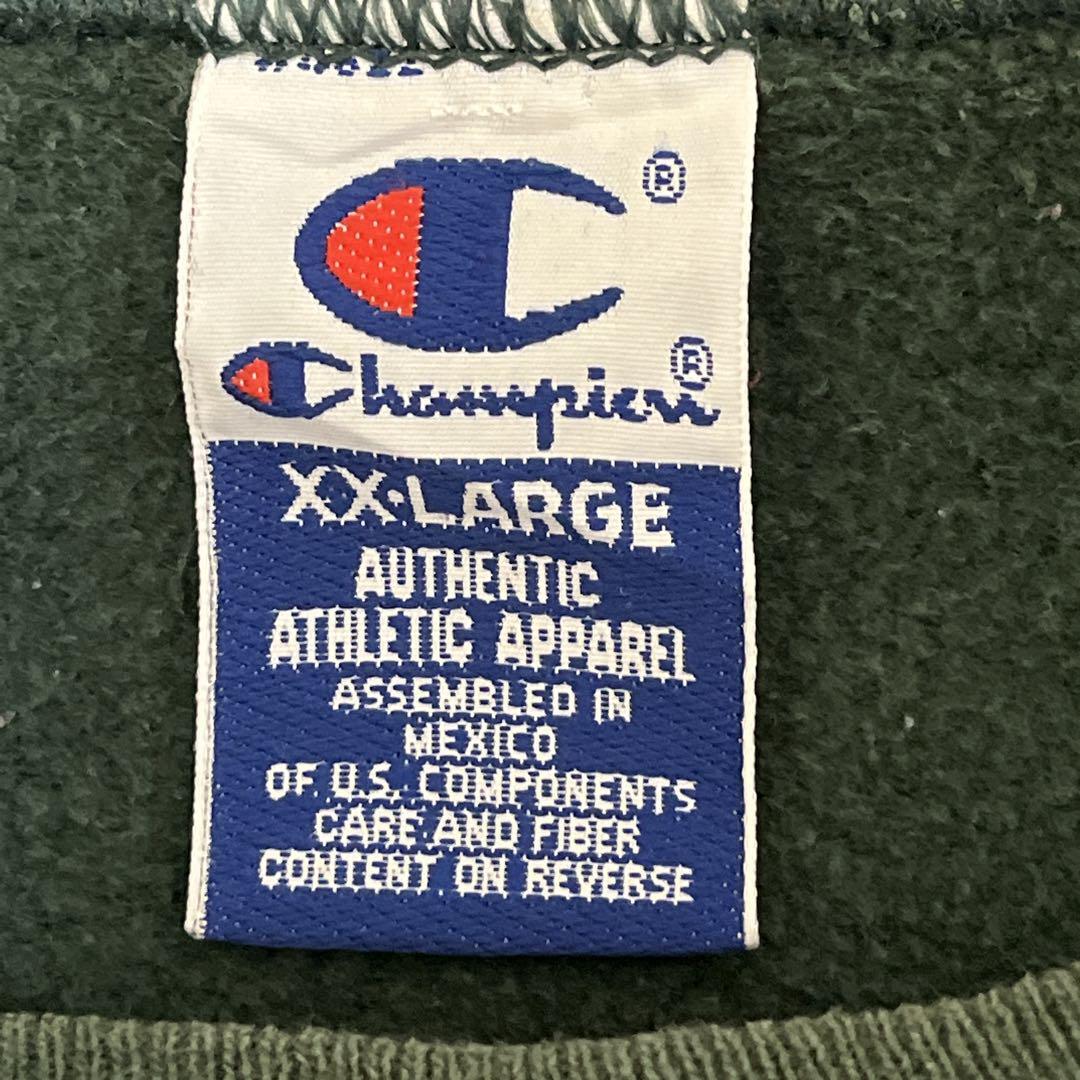 ®
Champion®
XX·LARGE
AUTHENTIC
ATHLETIC APPAREL
ASSEMBLED IN
MEXICO
OF U.S. COMPONENTS
CARE AND FIBER
CONTENT ON REVERSE